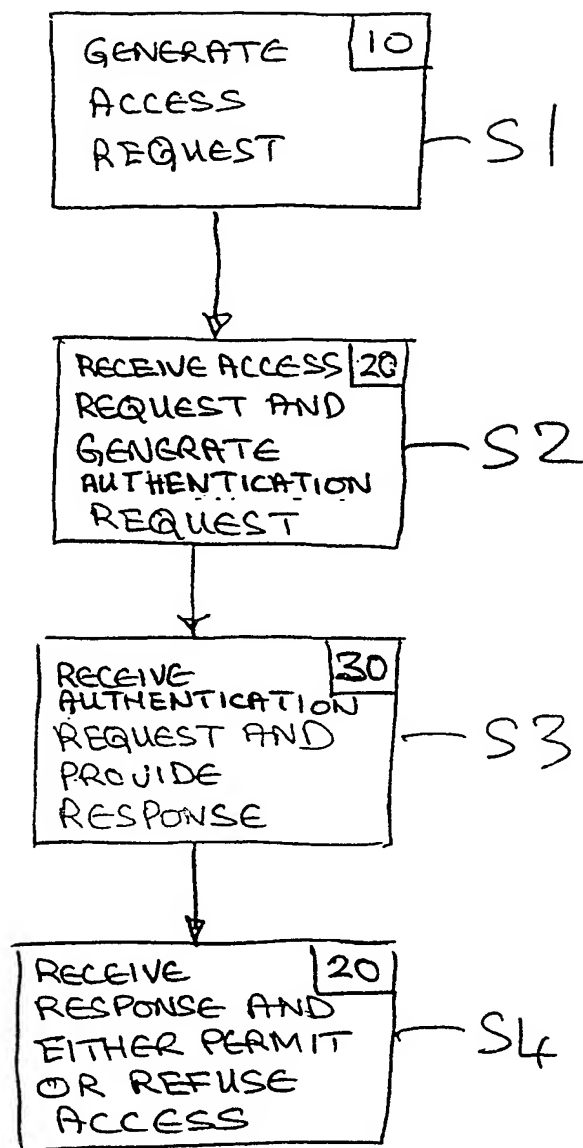 GENERATE 10
ACCESS
REQUEST
S1
RECEIVE ACCESS 20
REQUEST AND
GENERATE
AUTHENTICATION
REQUEST
S2
RECEIVE 30
AUTHENTICATION
REQUEST AND
PROVIDE
RESPONSE
S3
RECEIVE 20
RESPONSE AND
EITHER PERMIT
OR REFUSE
ACCESS
S4